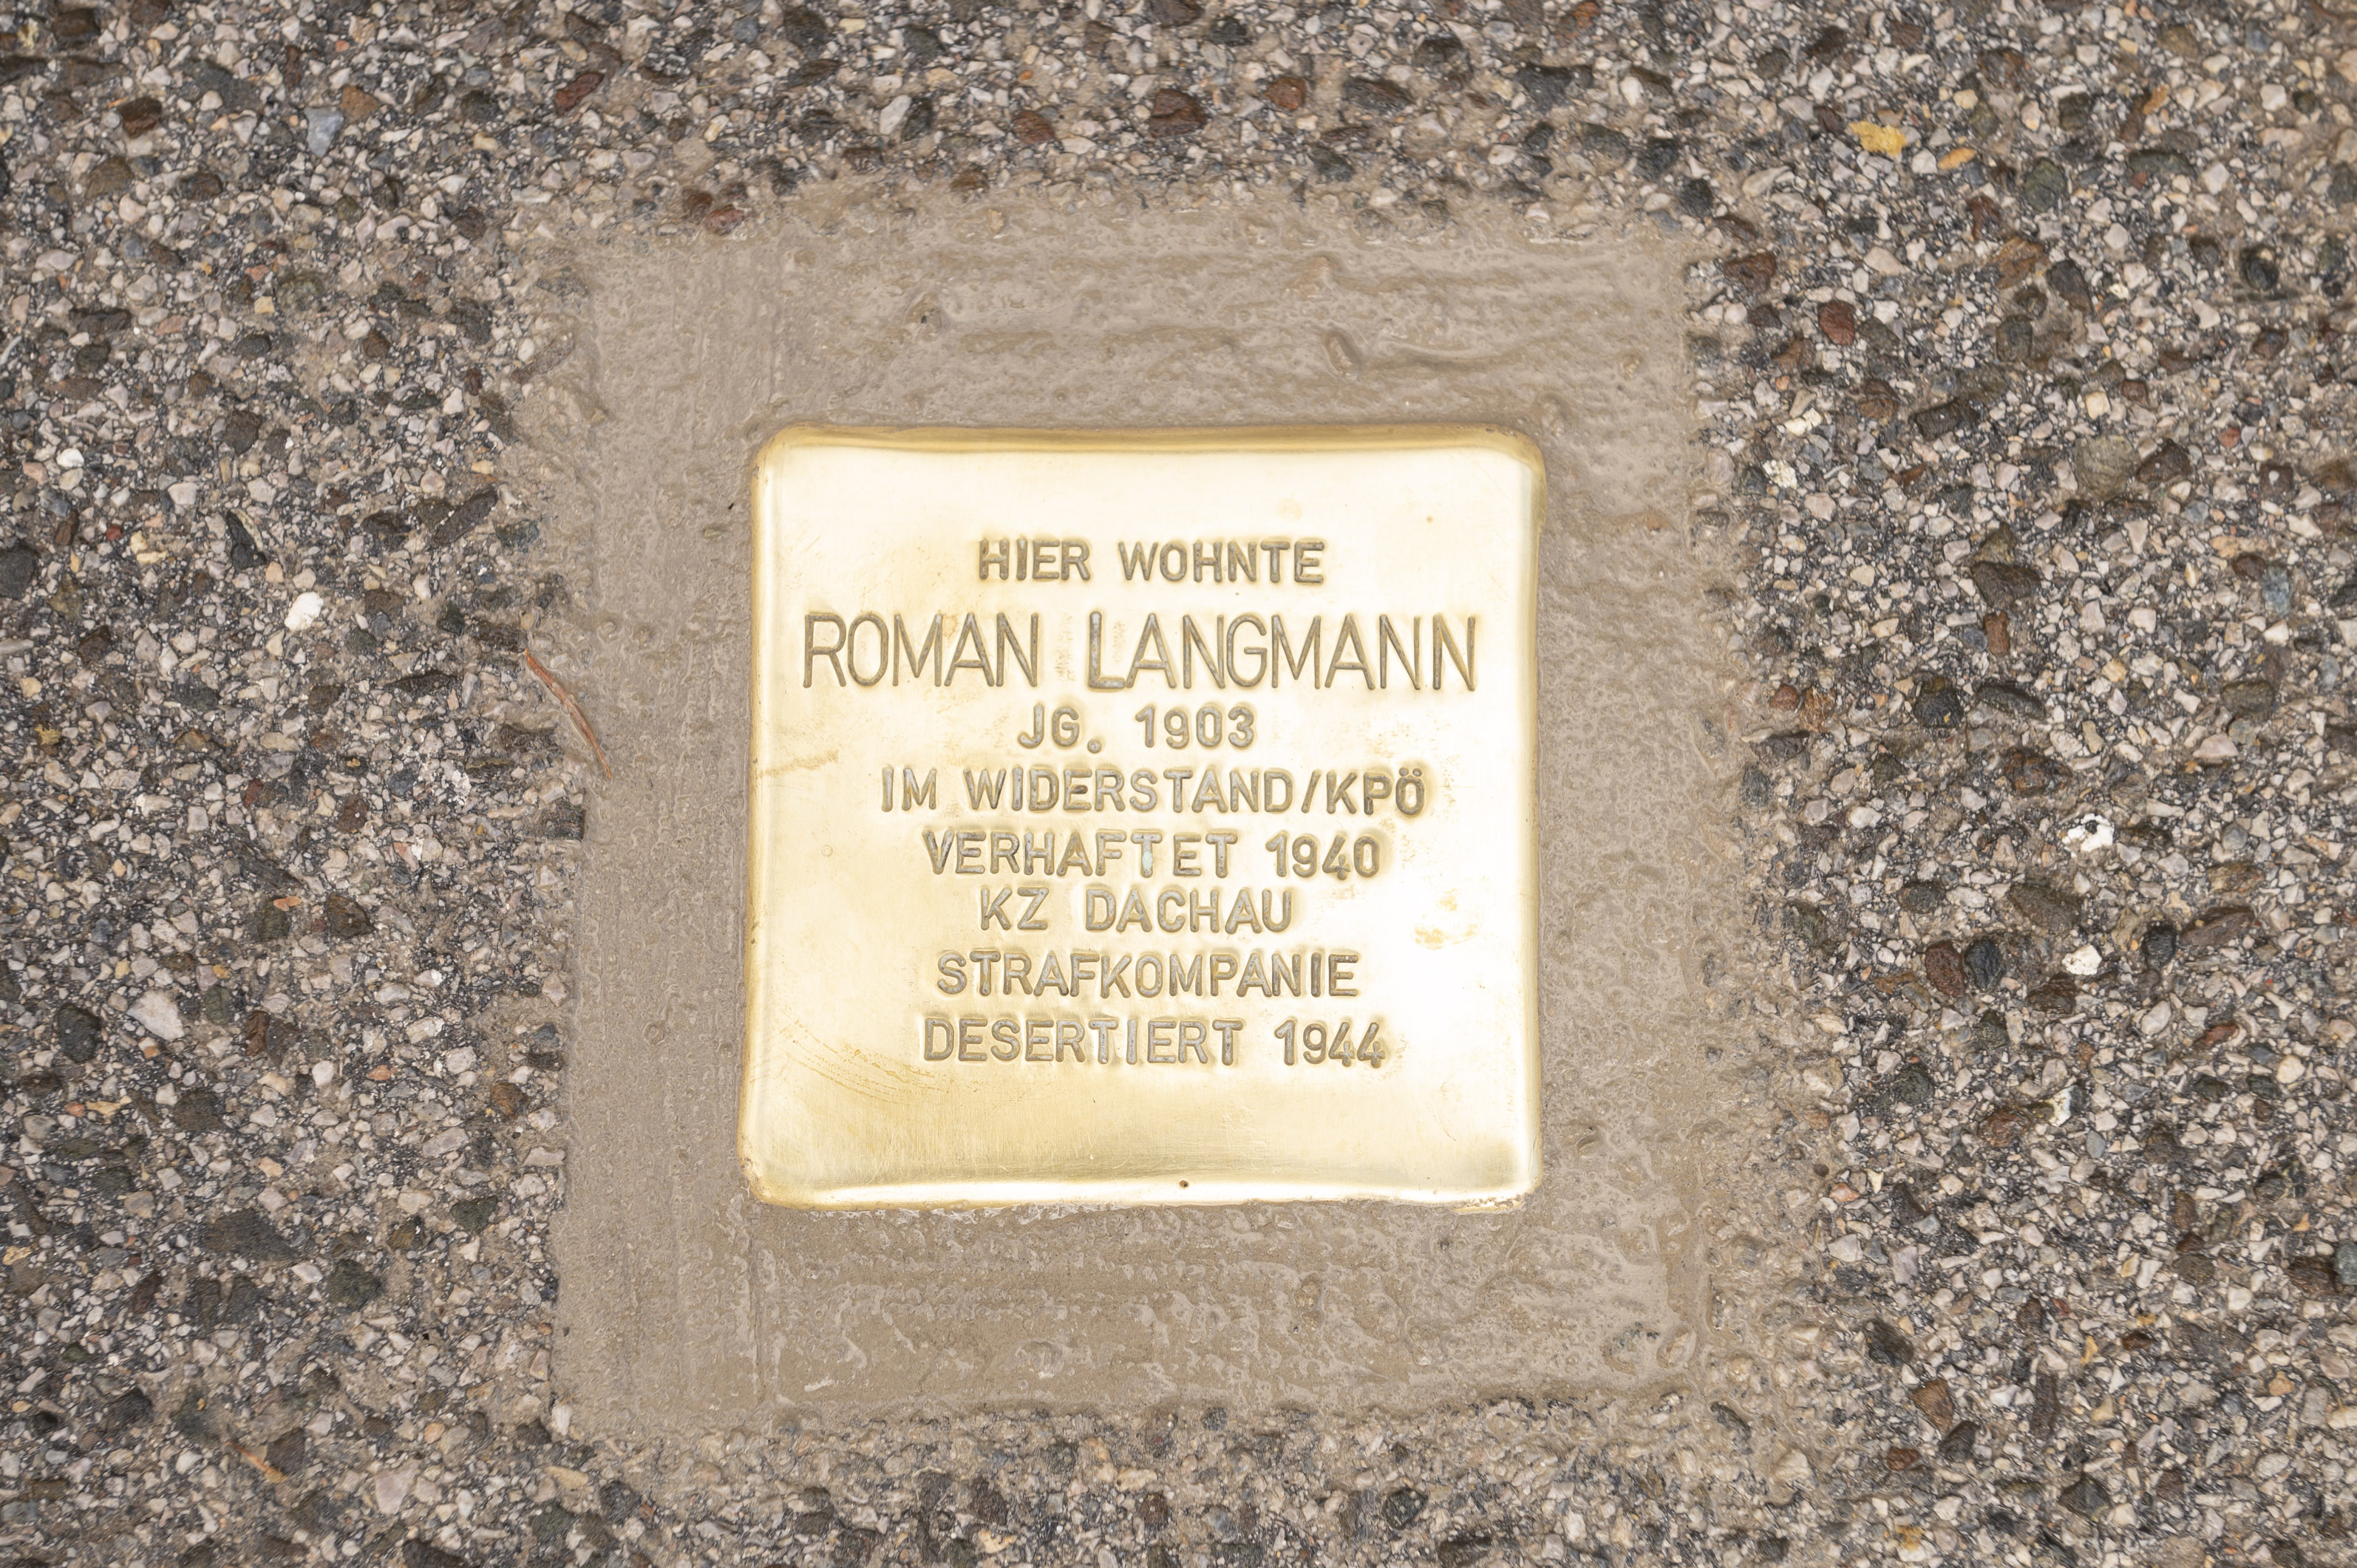 HIER WOHNTE
ROMAN LANGMANN
JG. 1903
IM WIDERSTAND/KPÖ
VERHAFTET 1940
KZ DACHAU
STRAFKOMPANIE
DESERTIERT 1944